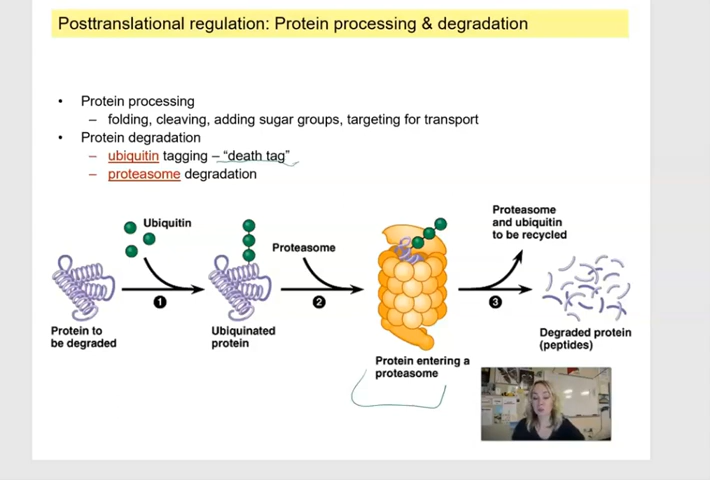 Posttranslational regulation: Protein processing & degradation
• Protein processing
– folding, cleaving, adding sugar groups, targeting for transport
• Protein degradation
– ubiquitin tagging – “death tag”
– proteasome degradation
Ubiquitin
Proteasome
Proteasome
and ubiquitin
to be recycled
1
2
3
Protein to
be degraded
Ubiquinated
protein
Protein entering a
proteasome
Degraded protein
(peptides)